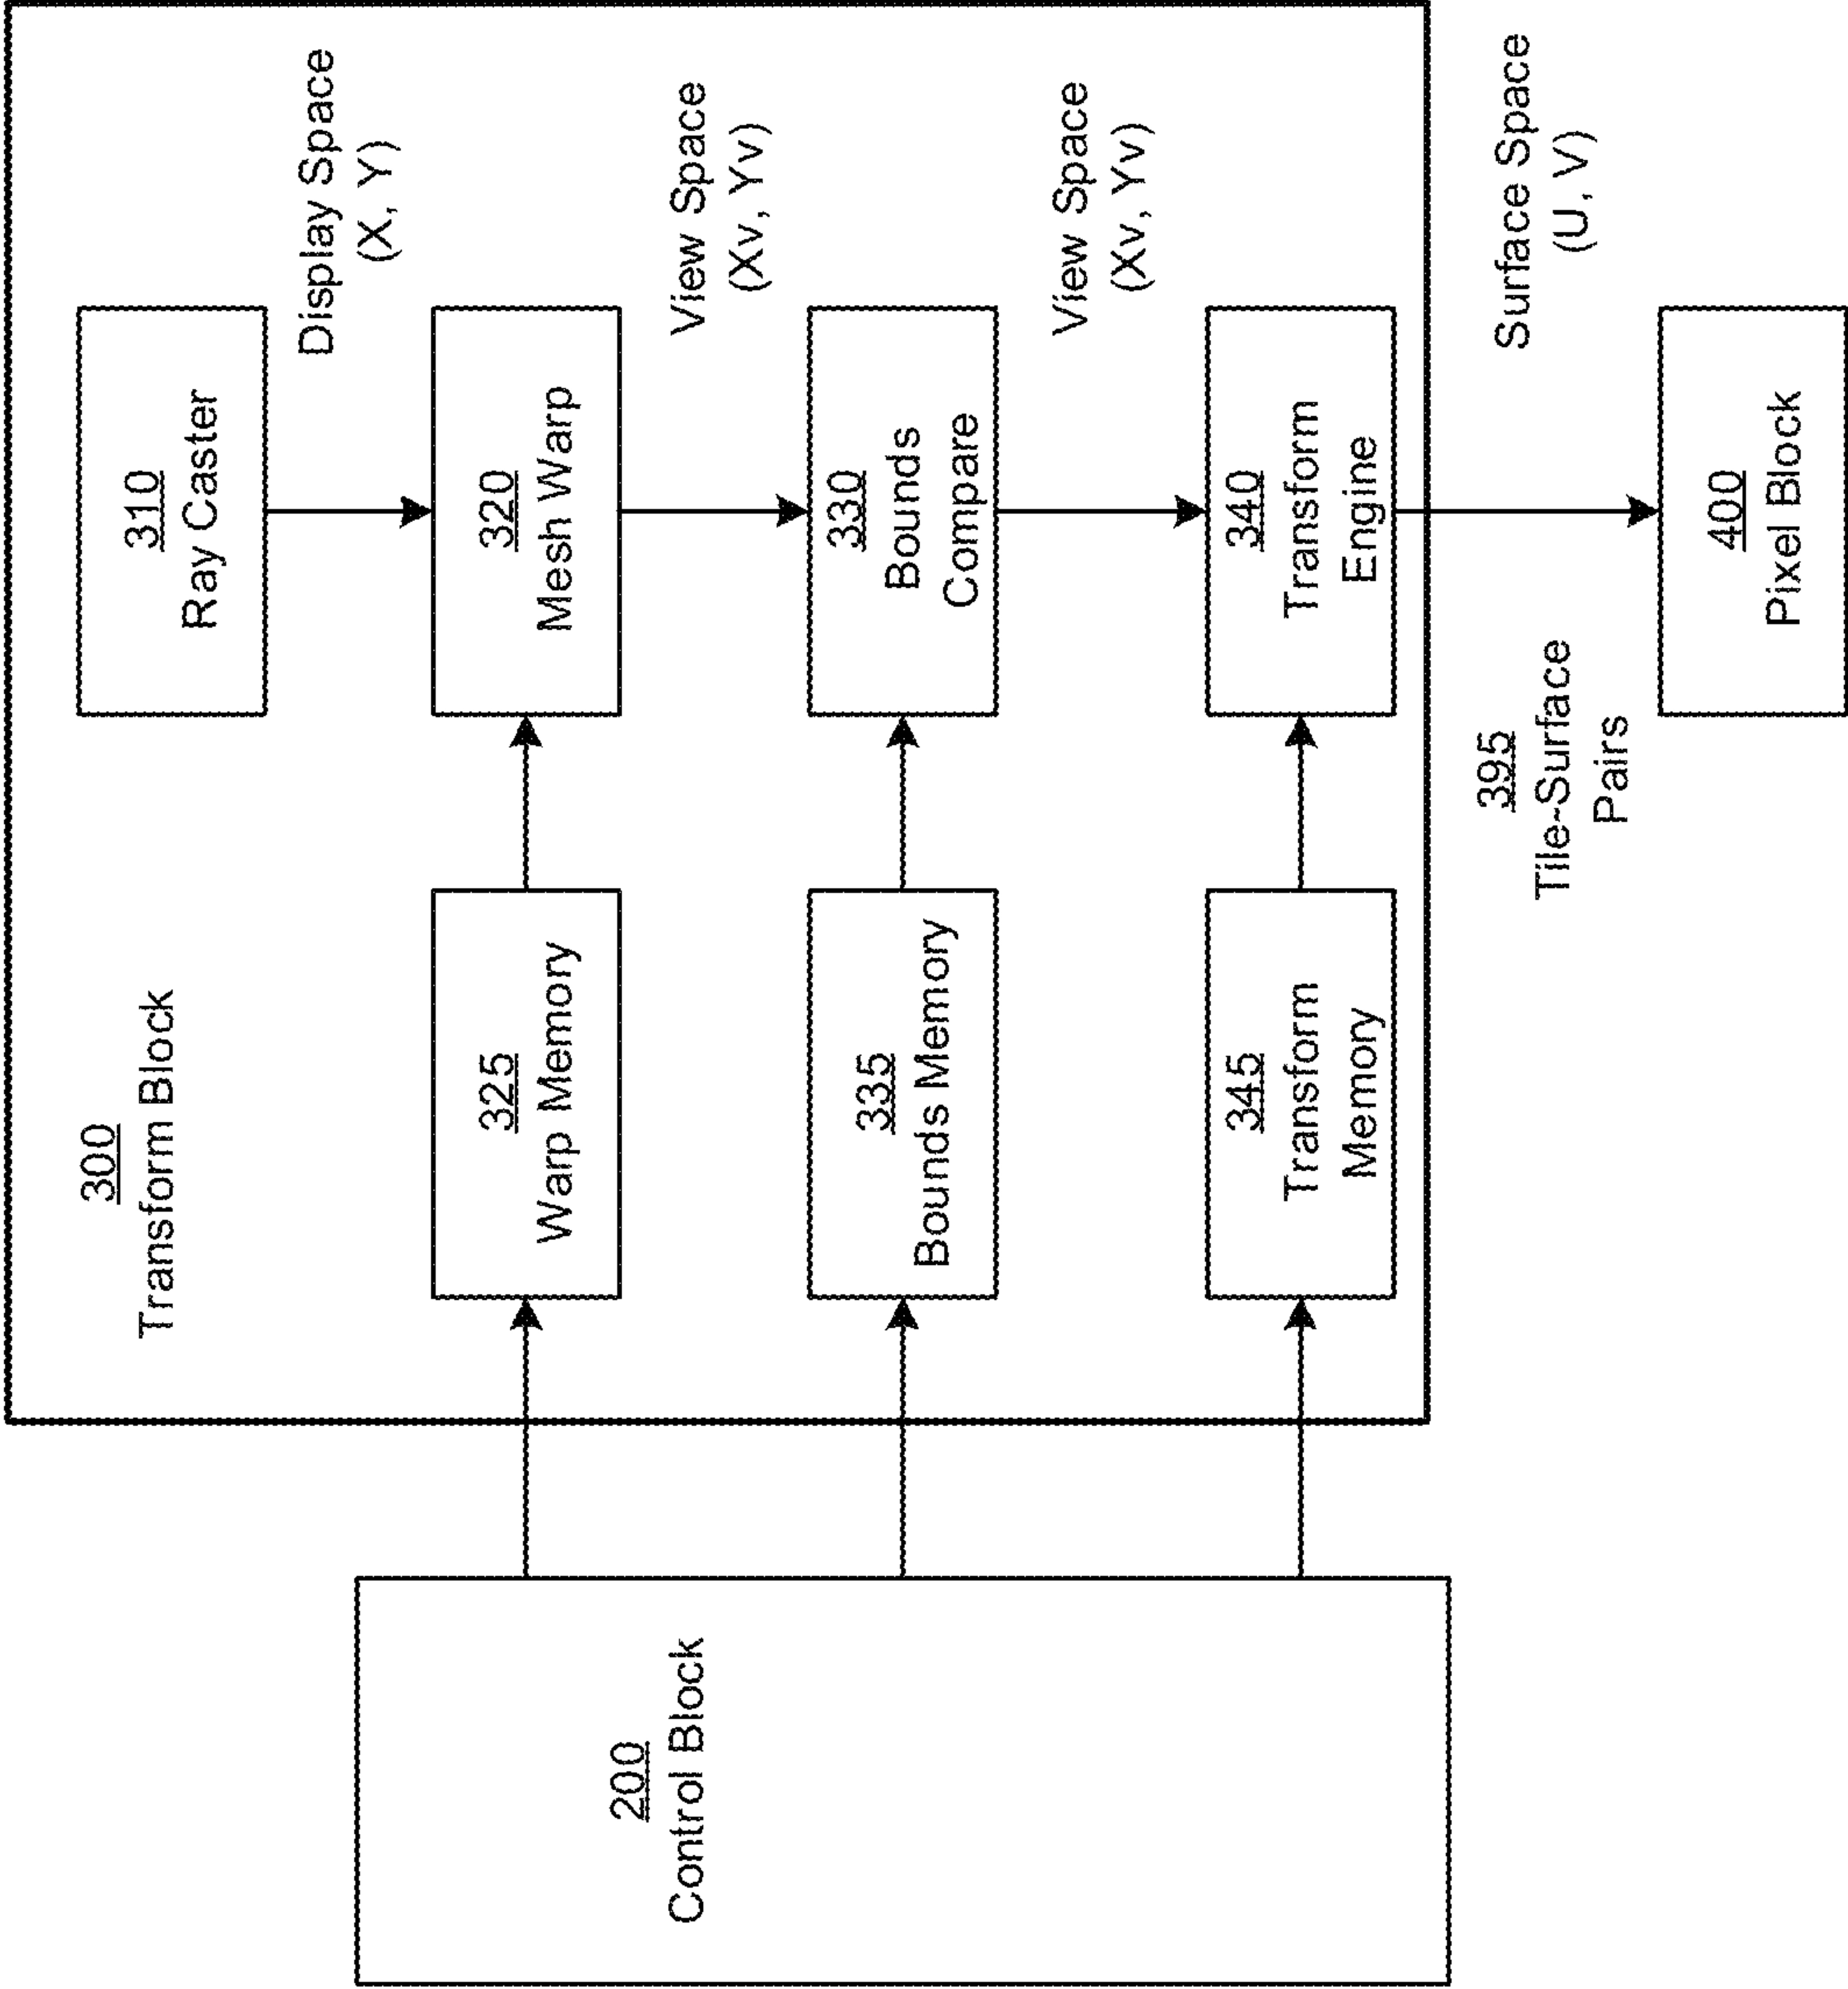 300
Transform Block
310
Ray Caster
Display Space
(X, Y)
325
Warp Memory
320
Mesh Warp
View Space
(Xv, Yv)
200
Control Block
335
Bounds Memory
330
Bounds
Compare
View Space
(Xv, Yv)
345
Transform
Memory
340
Transform
Engine
395
Tile-Surface
Pairs
Surface Space
(U, V)
400
Pixel Block